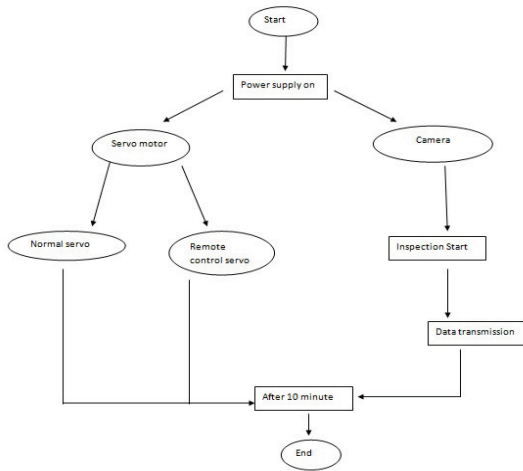 Start
Power supply on
Servo motor
Camera
Normal servo
Remote
control servo
Inspection Start
Data transmission
After 10 minute
End